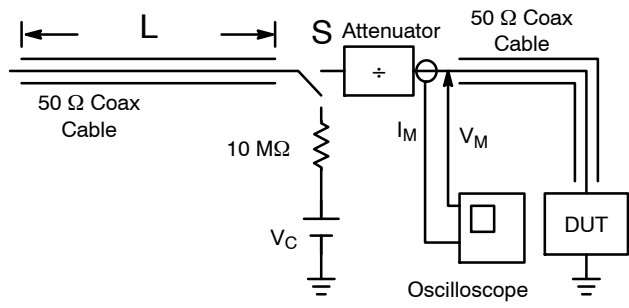 L
S
Attenuator
÷
50 Ω Coax
Cable
50 Ω Coax
Cable
10 MΩ
I_M
V_M
V_C
DUT
Oscilloscope